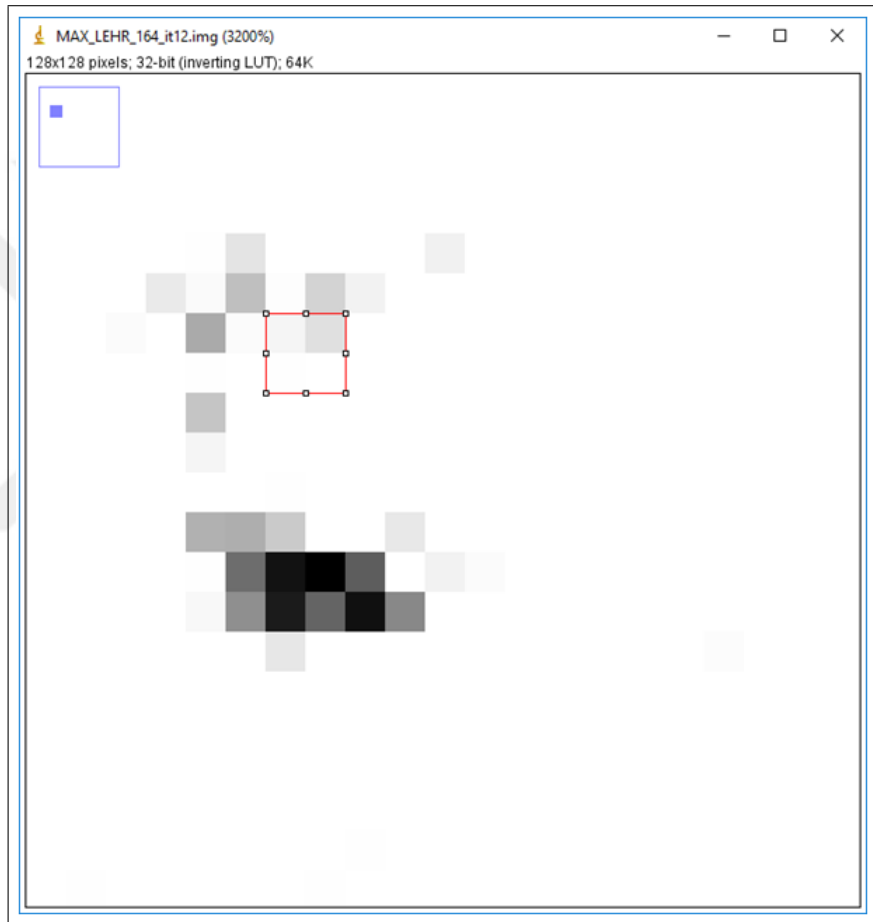 MAX_LEHR_164_it12.img (3200%)
128x128 pixels; 32-bit (inverting LUT); 64K